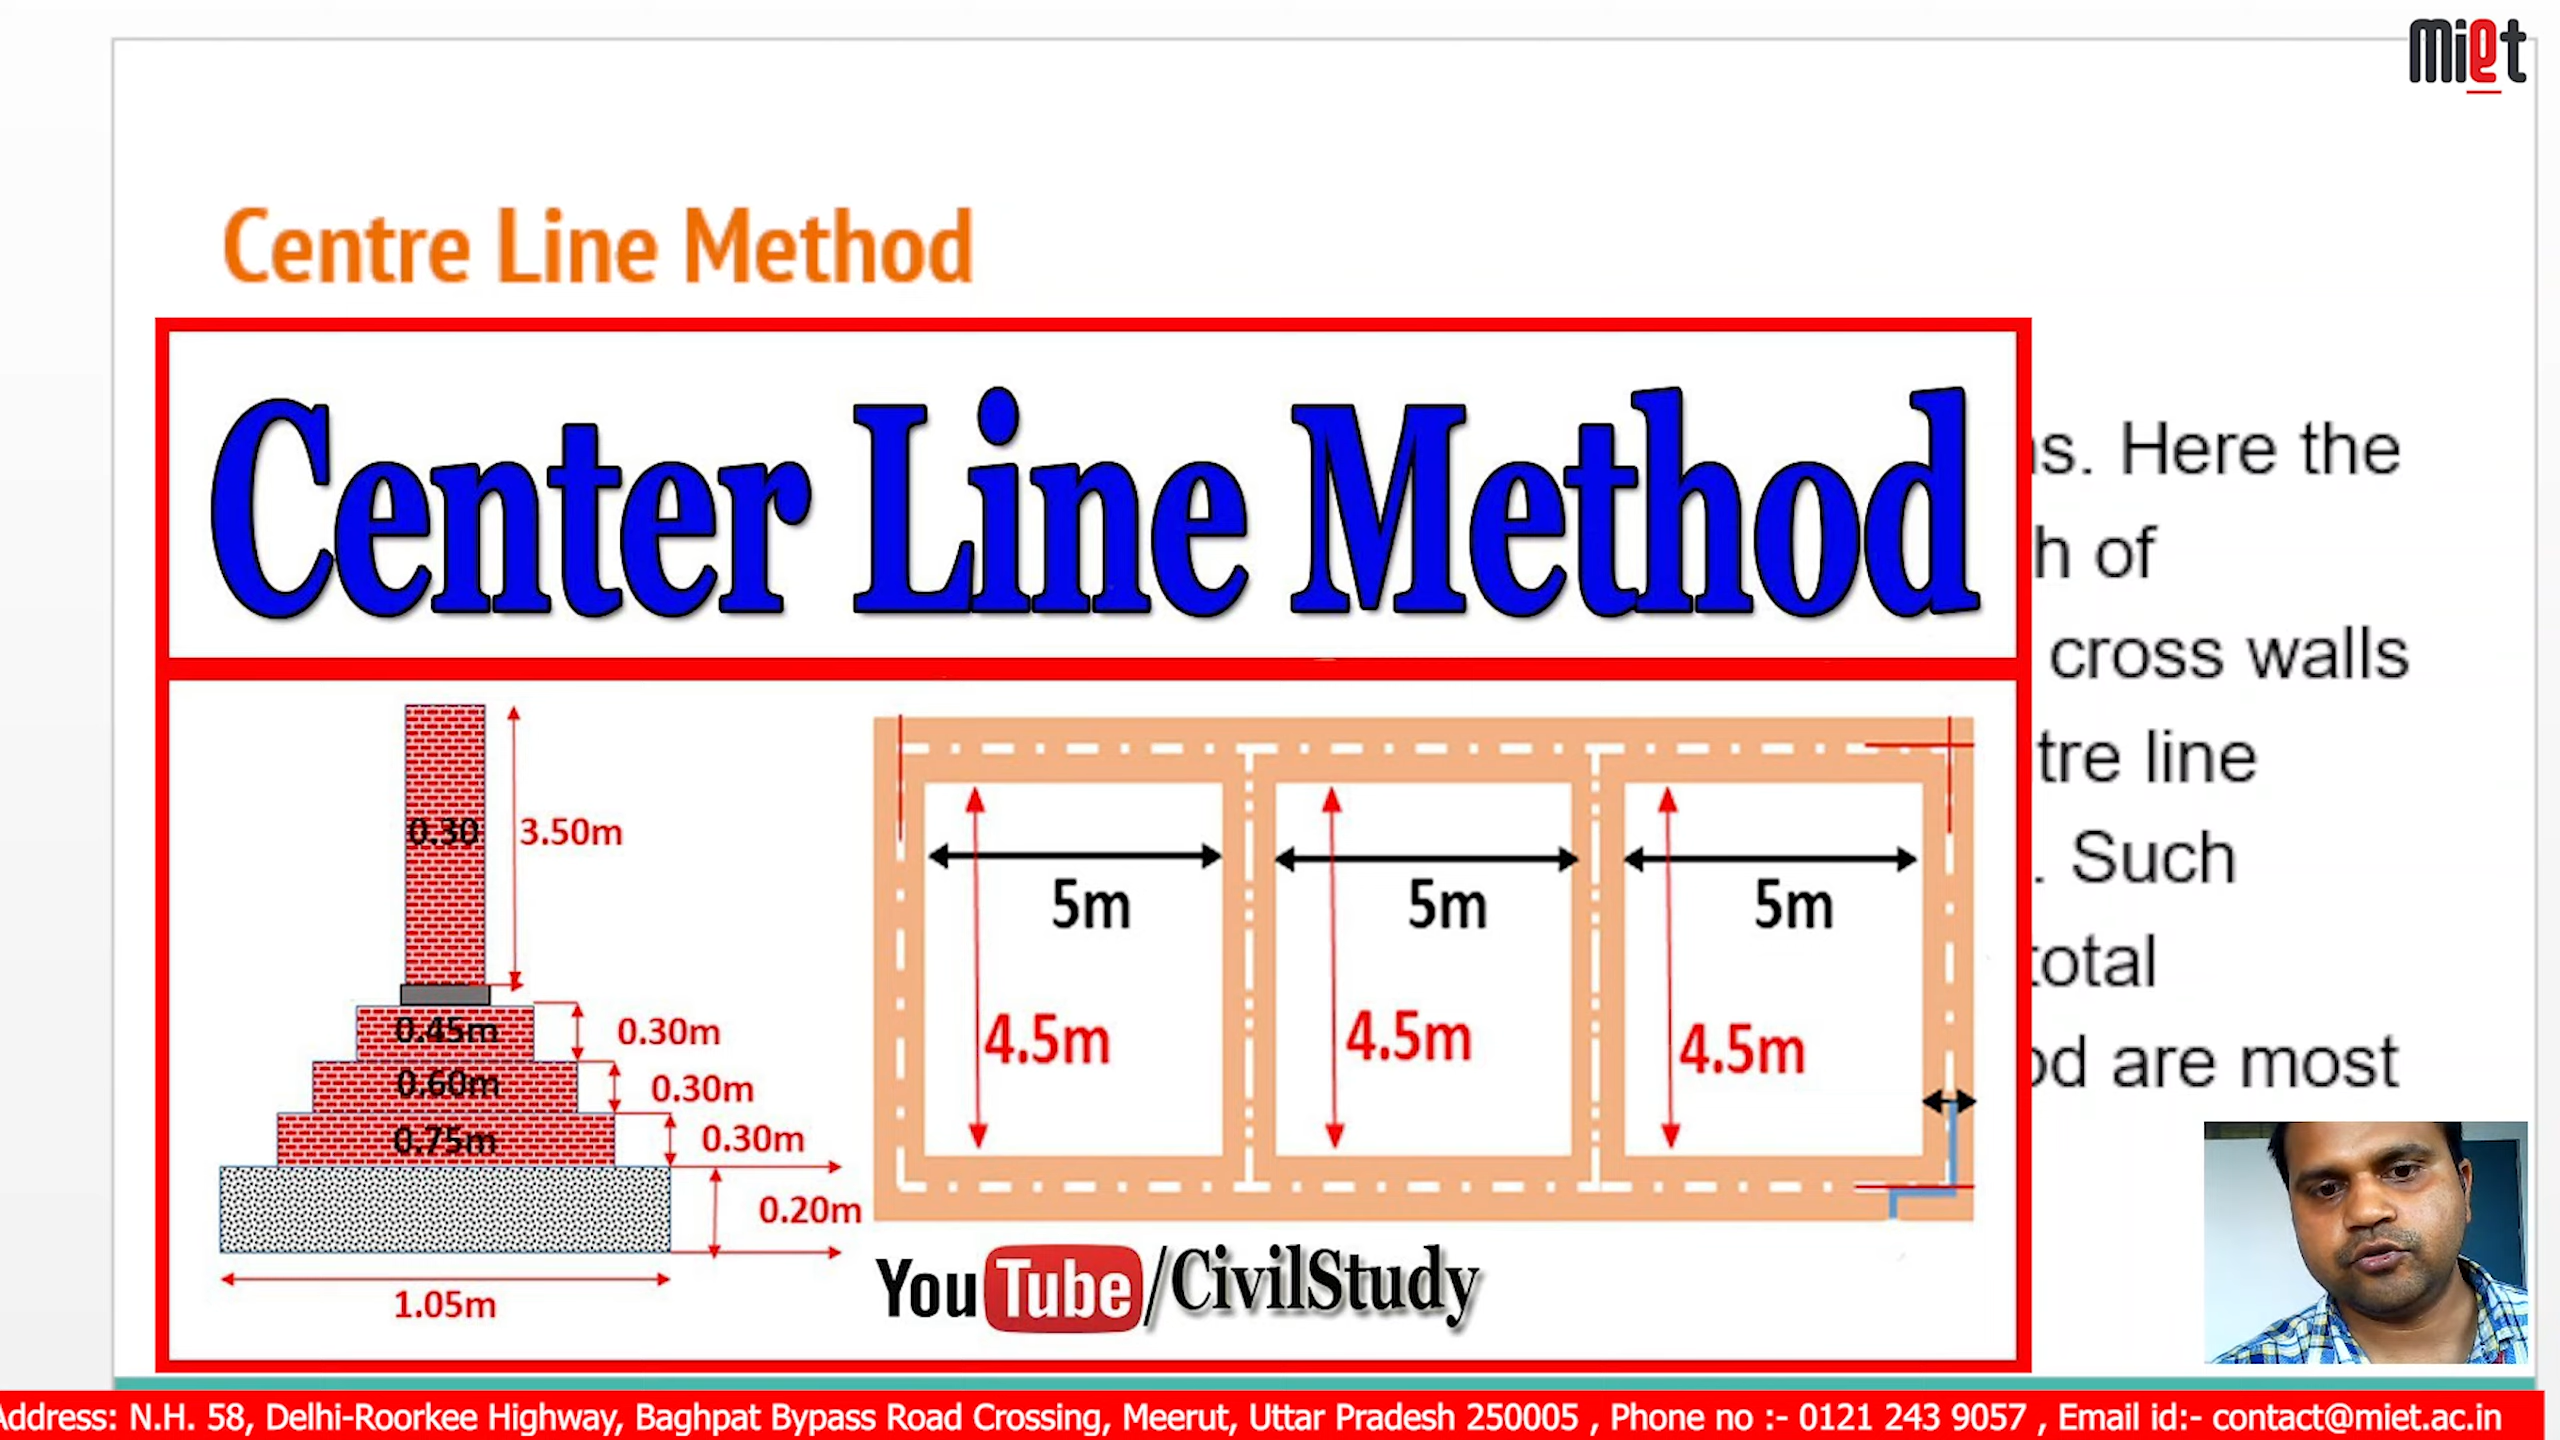 miet
Centre Line Method
Center Line Method
s. Here the
h of
cross walls
tre line
. Such
total
od are most
0.30
3.50m
0.45m
0.30m
0.60m
0.30m
0.75m
0.30m
0.20m
1.05m
5m
5m
5m
4.5m
4.5m
4.5m
YouTube/CivilStudy
Address: N.H. 58, Delhi-Roorkee Highway, Baghpat Bypass Road Crossing, Meerut, Uttar Pradesh 250005 , Phone no :- 0121 243 9057 , Email id:- contact@miet.ac.in